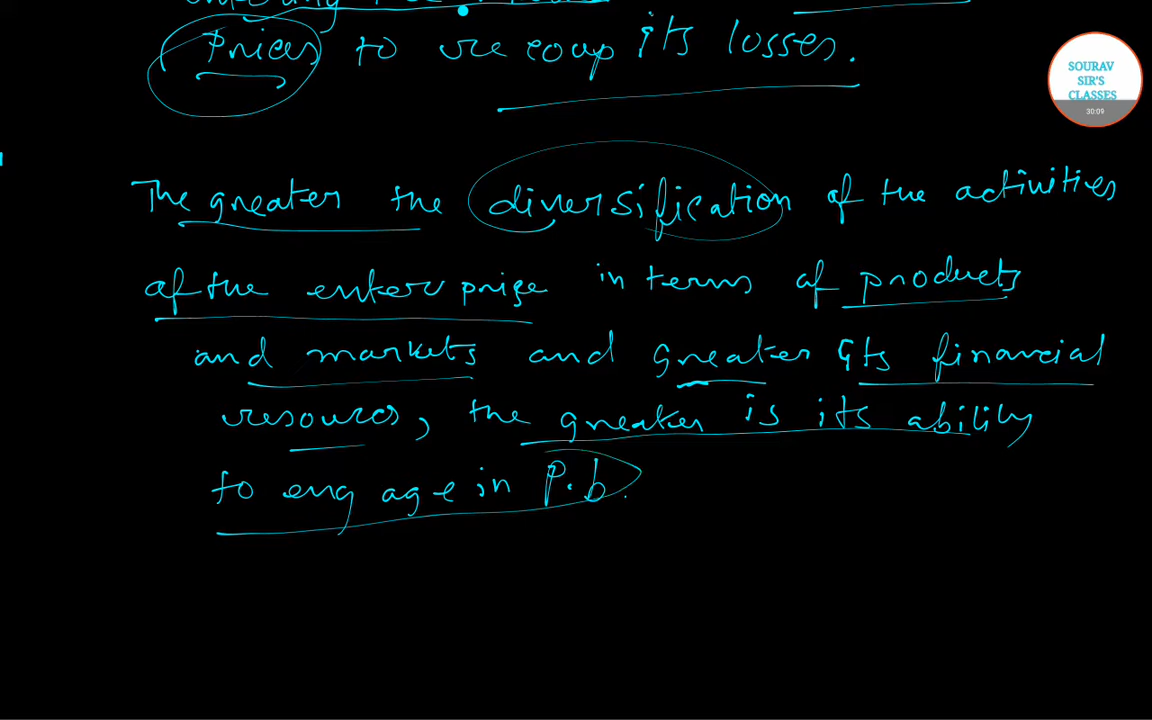 Prices to recoup its losses.
SOURAV
SIR'S
CLASSES
30:09
The greater the diversification of the activities
of the enterprize in terms of products
and markets and greater its financial
resources, the greater is its ability
to engage in P.b.